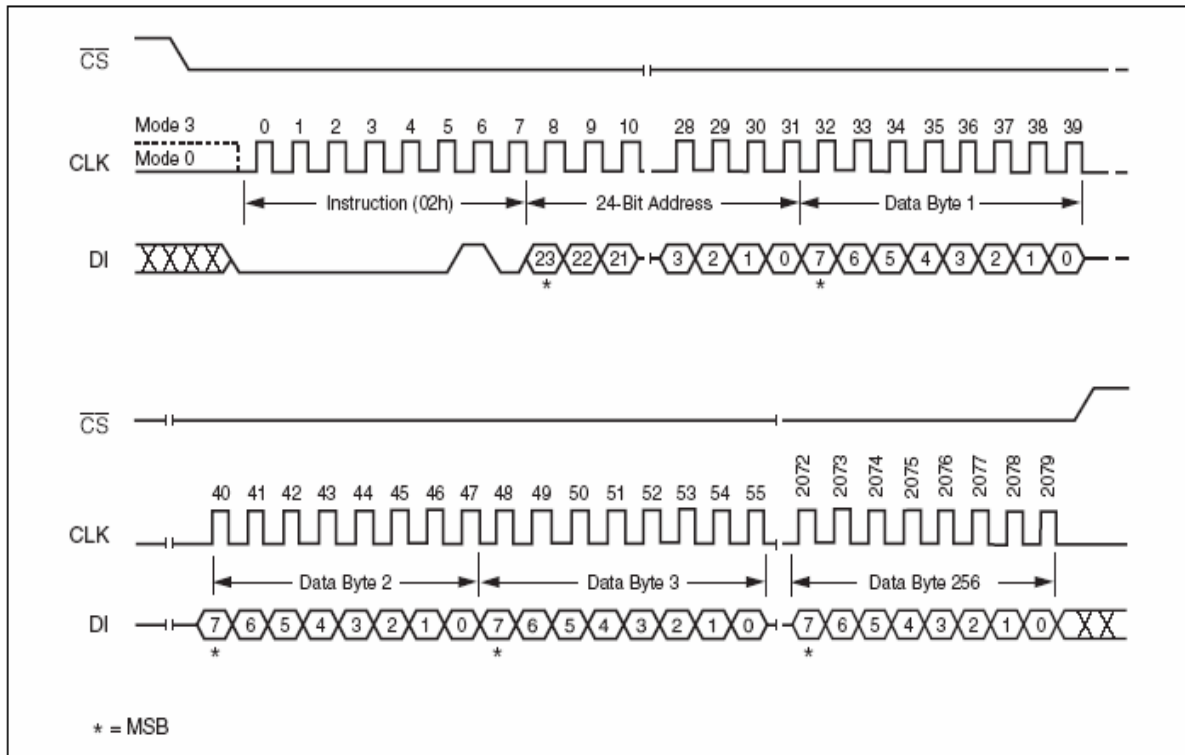 CS
Mode 3
0 1 2 3 4 5 6 7 8 9 10 28 29 30 31 32 33 34 35 36 37 38 39
CLK
Mode 0
Instruction (02h) 24-Bit Address Data Byte 1
DI 23 22 21 3 2 1 0 7 6 5 4 3 2 1 0
* *
CS
40 41 42 43 44 45 46 47 48 49 50 51 52 53 54 55 2072 2073 2074 2075 2076 2077 2078 2079
CLK
Data Byte 2 Data Byte 3 Data Byte 256
DI 7 6 5 4 3 2 1 0 7 6 5 4 3 2 1 0 7 6 5 4 3 2 1 0
* * *
* = MSB